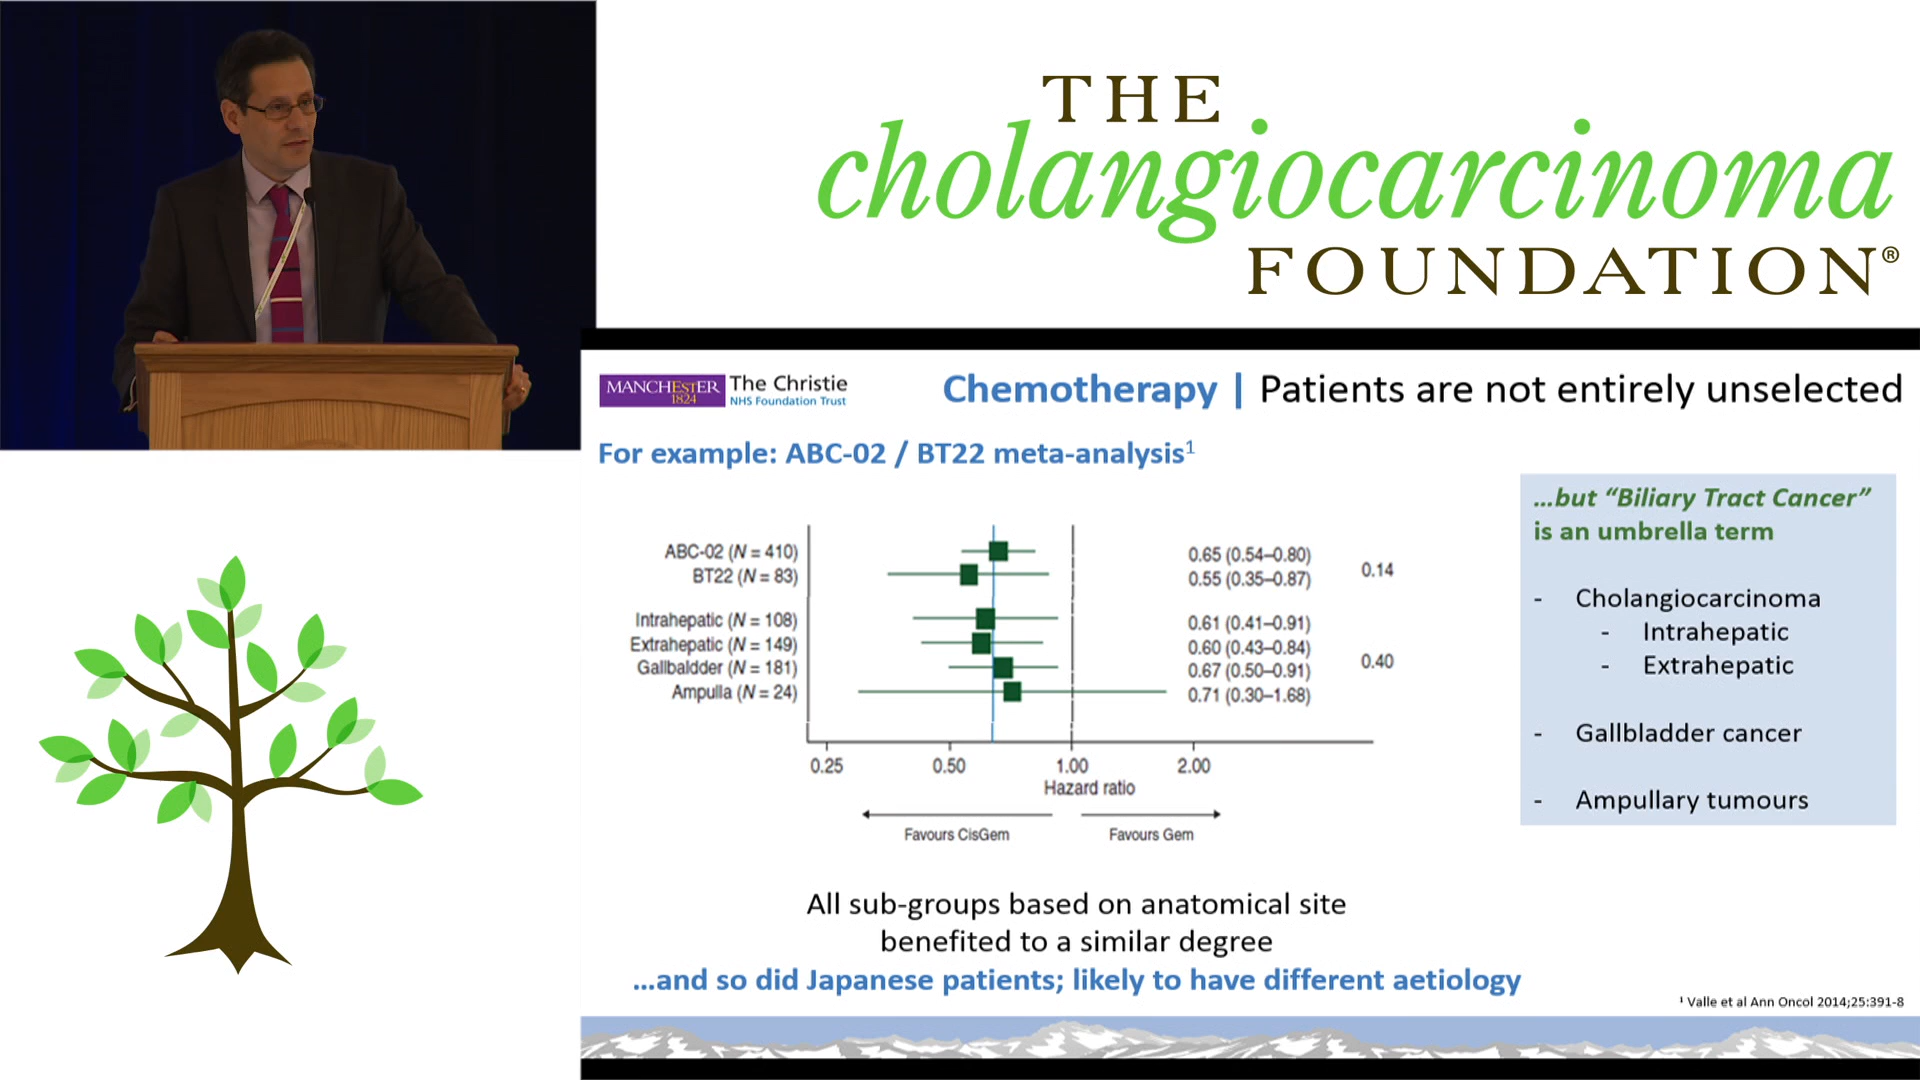 THE
cholangiocarcinoma
FOUNDATION®
MANCHEsTER
1824
The Christie
NHS Foundation Trust
Chemotherapy | Patients are not entirely unselected
For example: ABC-02 / BT22 meta-analysis¹
ABC-02 (N = 410) 0.65 (0.54–0.80)
0.14
BT22 (N = 83) 0.55 (0.35–0.87)
Intrahepatic (N = 108) 0.61 (0.41–0.91)
Extrahepatic (N = 149) 0.60 (0.43–0.84)
0.40
Gallbaldder (N = 181) 0.67 (0.50–0.91)
Ampulla (N = 24) 0.71 (0.30–1.68)
0.25 0.50 1.00 2.00
Hazard ratio
Favours CisGem Favours Gem
...but “Biliary Tract Cancer”
is an umbrella term
- Cholangiocarcinoma
- Intrahepatic
- Extrahepatic
- Gallbladder cancer
- Ampullary tumours
All sub-groups based on anatomical site
benefited to a similar degree
...and so did Japanese patients; likely to have different aetiology
¹ Valle et al Ann Oncol 2014;25:391-8